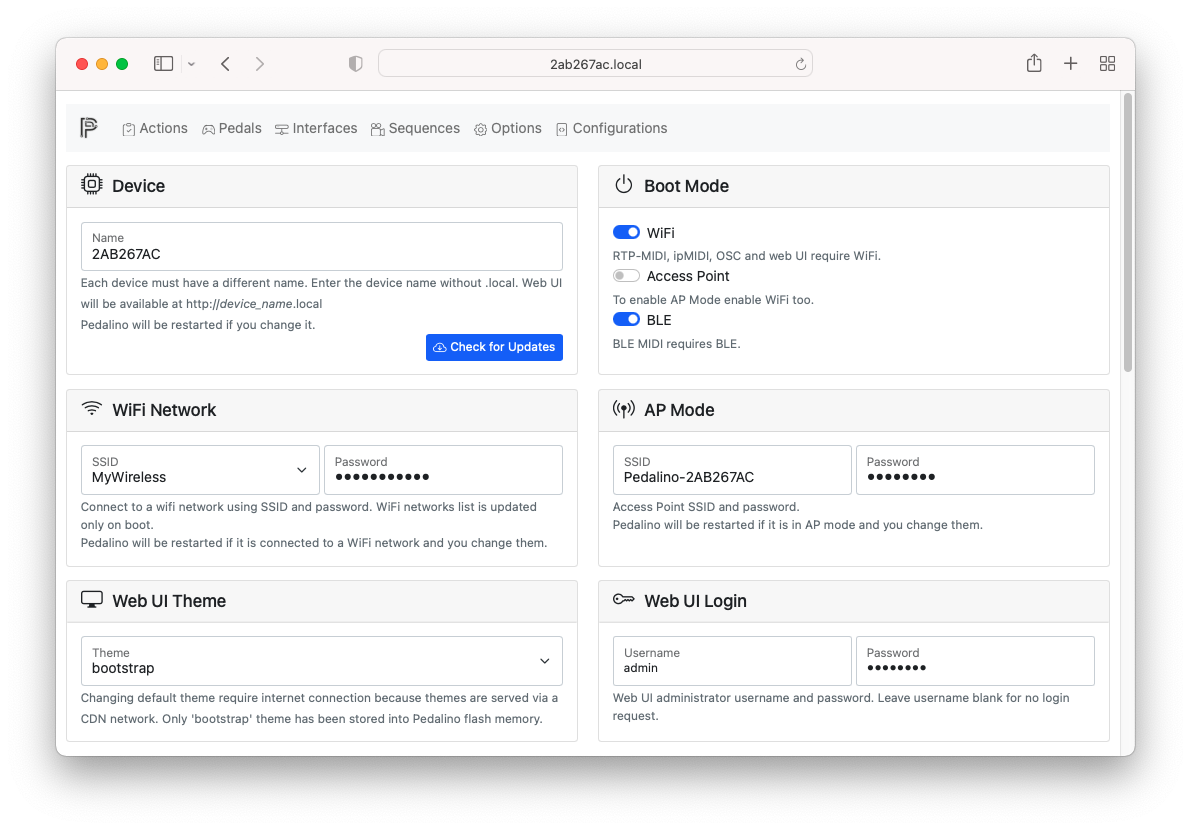 2ab267ac.local
Actions Pedals Interfaces Sequences Options Configurations
Device
Name
2AB267AC
Each device must have a different name. Enter the device name without .local. Web UI
will be available at http://device_name.local
Pedalino will be restarted if you change it.
Check for Updates
Boot Mode
WiFi
RTP-MIDI, ipMIDI, OSC and web UI require WiFi.
Access Point
To enable AP Mode enable WiFi too.
BLE
BLE MIDI requires BLE.
WiFi Network
SSID
MyWireless
Password
●●●●●●●●●●●
Connect to a wifi network using SSID and password. WiFi networks list is updated
only on boot.
Pedalino will be restarted if it is connected to a WiFi network and you change them.
AP Mode
SSID
Pedalino-2AB267AC
Password
●●●●●●●●
Access Point SSID and password.
Pedalino will be restarted if it is in AP mode and you change them.
Web UI Theme
Theme
bootstrap
Changing default theme require internet connection because themes are served via a
CDN network. Only 'bootstrap' theme has been stored into Pedalino flash memory.
Web UI Login
Username
admin
Password
●●●●●●●●
Web UI administrator username and password. Leave username blank for no login
request.